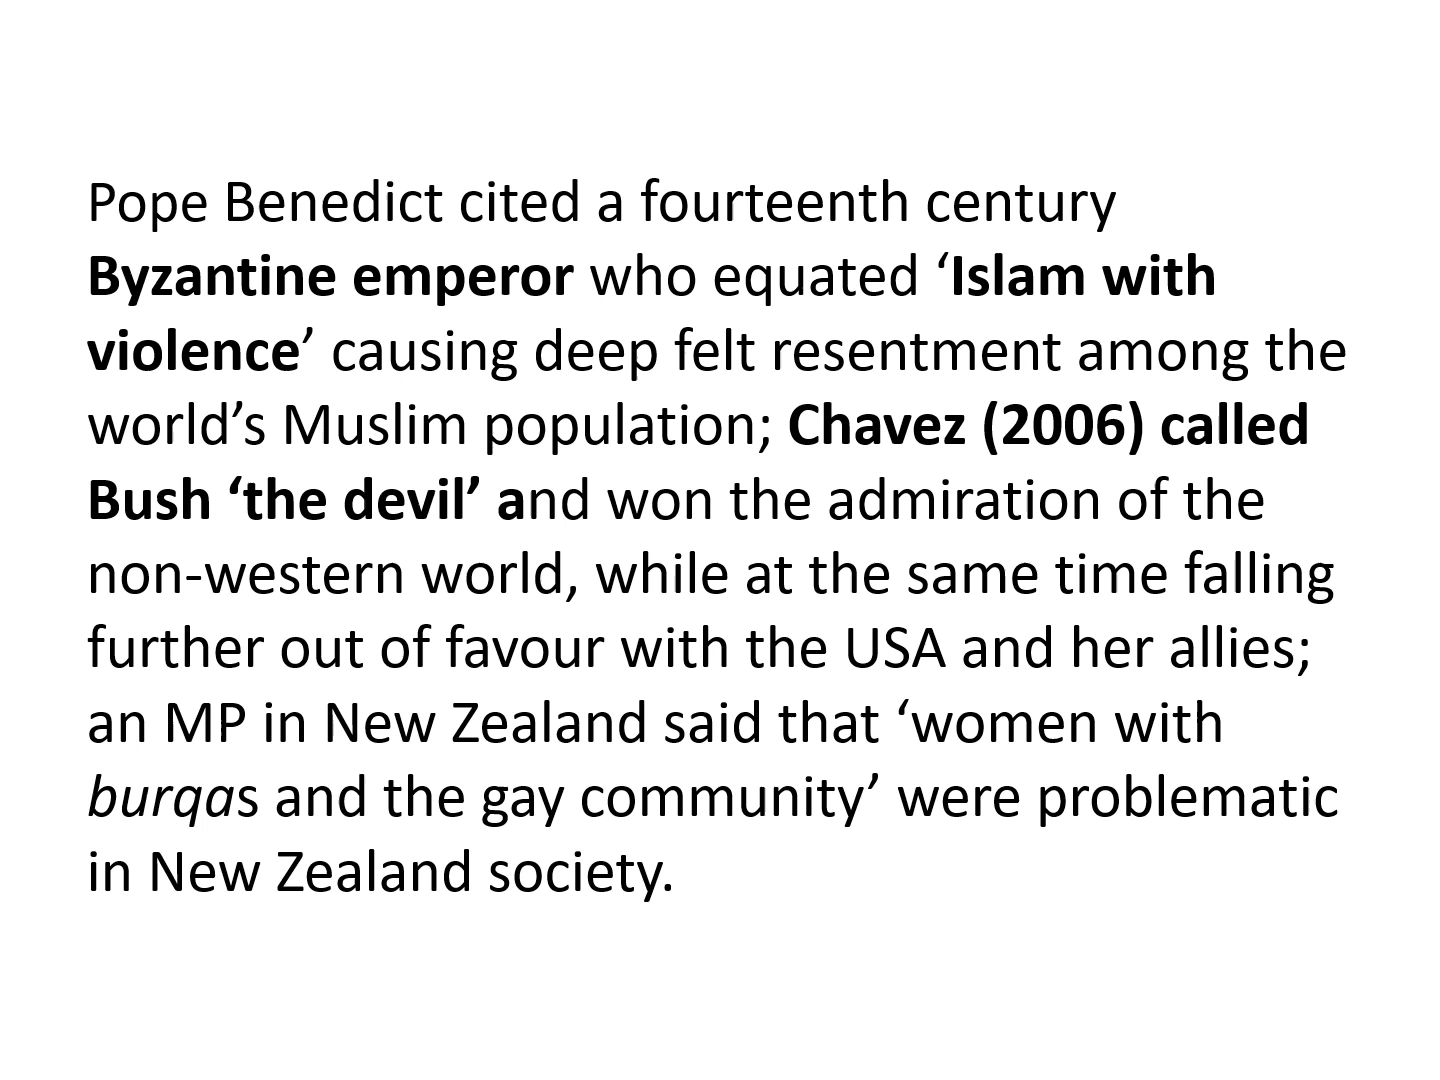 Pope Benedict cited a fourteenth century
Byzantine emperor who equated ‘Islam with
violence’ causing deep felt resentment among the
world’s Muslim population; Chavez (2006) called
Bush ‘the devil’ and won the admiration of the
non-western world, while at the same time falling
further out of favour with the USA and her allies;
an MP in New Zealand said that ‘women with
burqas and the gay community’ were problematic
in New Zealand society.